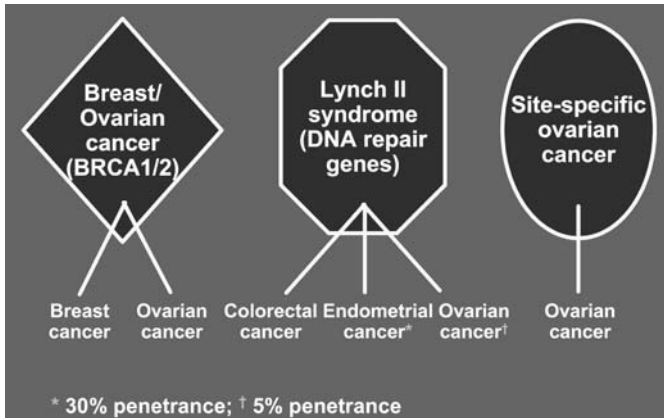 Breast/
Ovarian
cancer
(BRCA1/2)
Lynch II
syndrome
(DNA repair
genes)
Site-specific
ovarian
cancer
Breast
cancer
Ovarian
cancer
Colorectal
cancer
Endometrial
cancer*
Ovarian
cancer†
Ovarian
cancer
* 30% penetrance; † 5% penetrance